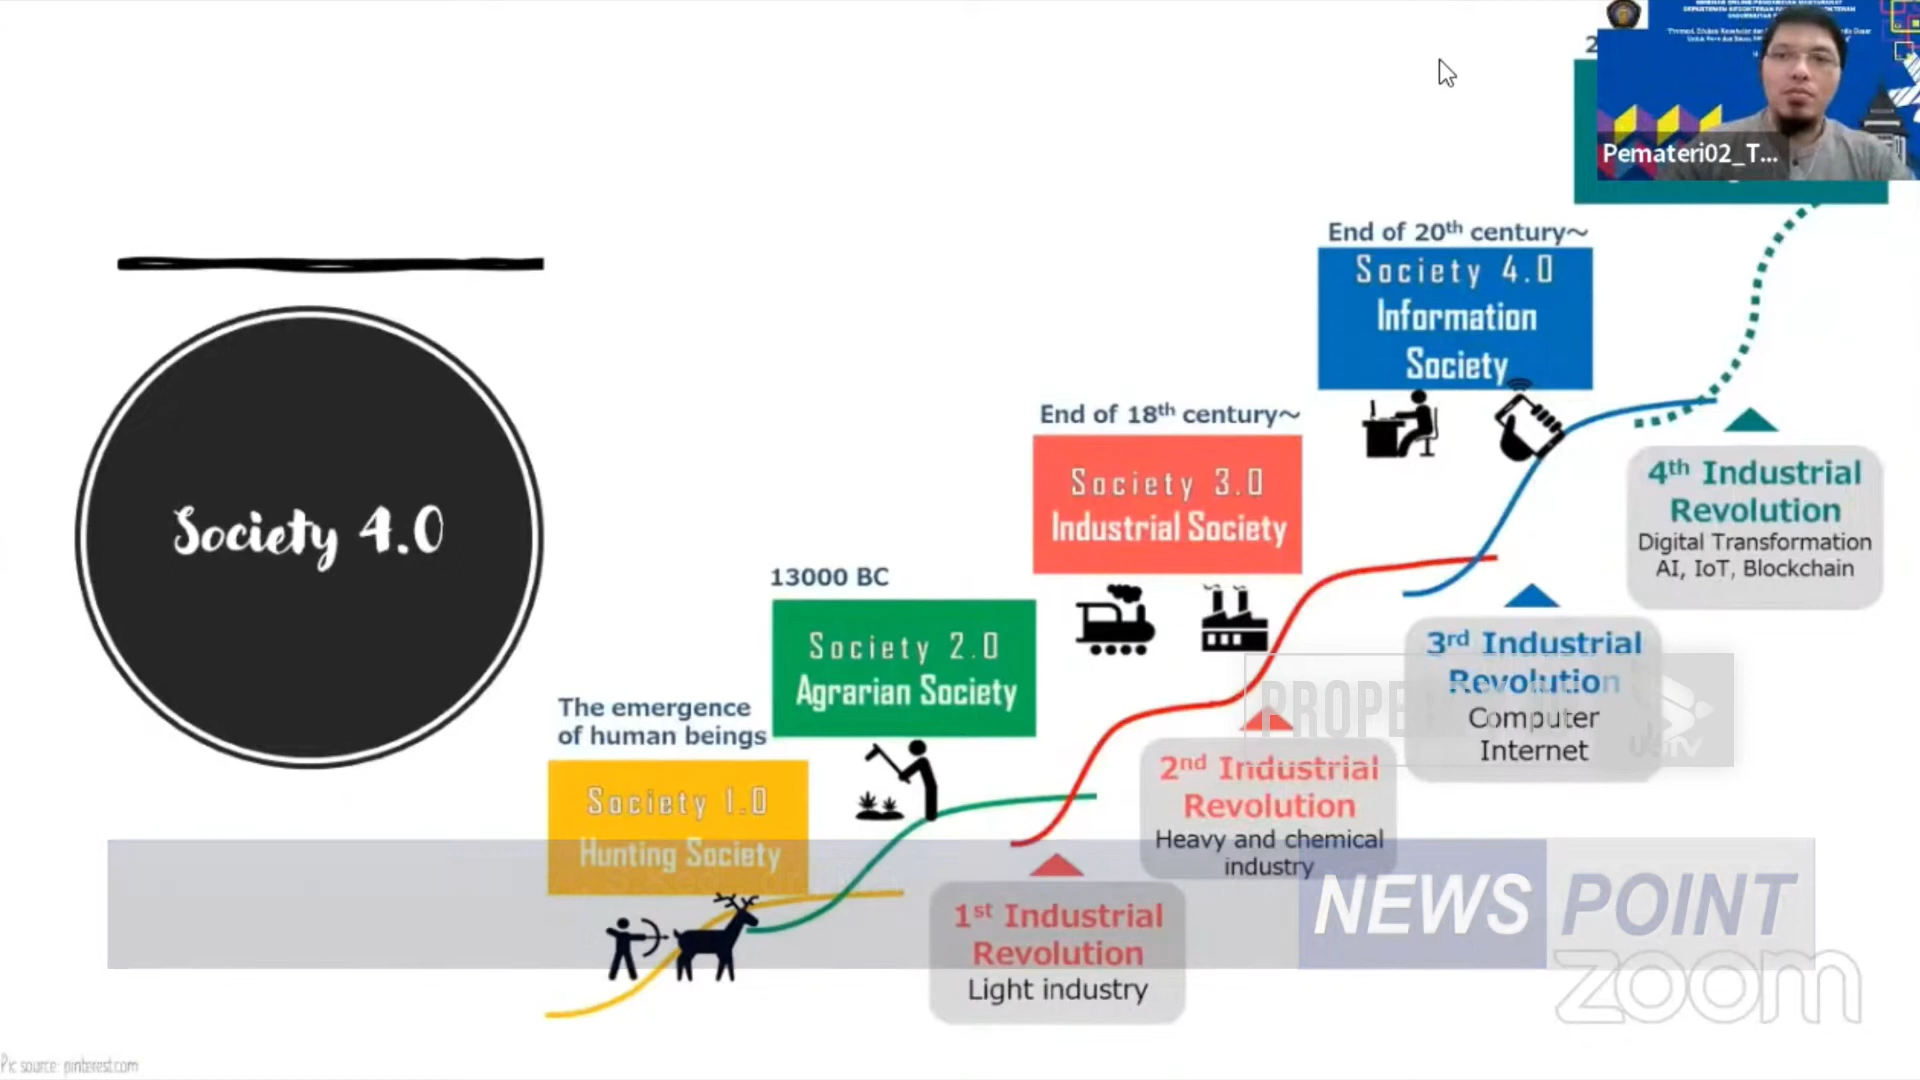 Society 4.0
The emergence
of human beings
Society 1.0
Hunting Society
13000 BC
Society 2.0
Agrarian Society
End of 18th century~
Society 3.0
Industrial Society
End of 20th century~
Society 4.0
Information
Society
1st Industrial
Revolution
Light industry
2nd Industrial
Revolution
Heavy and chemical
industry
3rd Industrial
Revolution
Computer
Internet
4th Industrial
Revolution
Digital Transformation
AI, IoT, Blockchain
Pemateri02_T...
NEWS POINT
zoom
Pic source: pinterest.com